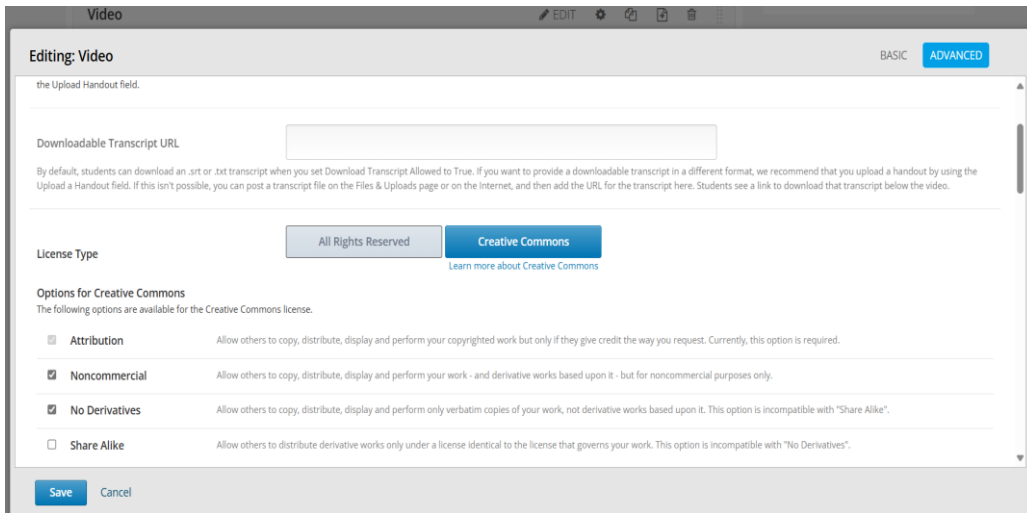 Video
EDIT
Editing: Video
BASIC
ADVANCED
the Upload Handout field.
Downloadable Transcript URL
By default, students can download an .srt or .txt transcript when you set Download Transcript Allowed to True. If you want to provide a downloadable transcript in a different format, we recommend that you upload a handout by using the
Upload a Handout field. If this isn't possible, you can post a transcript file on the Files & Uploads page or on the Internet, and then add the URL for the transcript here. Students see a link to download that transcript below the video.
License Type
All Rights Reserved
Creative Commons
Learn more about Creative Commons
Options for Creative Commons
The following options are available for the Creative Commons license.
Attribution
Allow others to copy, distribute, display and perform your copyrighted work but only if they give credit the way you request. Currently, this option is required.
Noncommercial
Allow others to copy, distribute, display and perform your work - and derivative works based upon it - but for noncommercial purposes only.
No Derivatives
Allow others to copy, distribute, display and perform only verbatim copies of your work, not derivative works based upon it. This option is incompatible with "Share Alike".
Share Alike
Allow others to distribute derivative works only under a license identical to the license that governs your work. This option is incompatible with "No Derivatives".
Save
Cancel